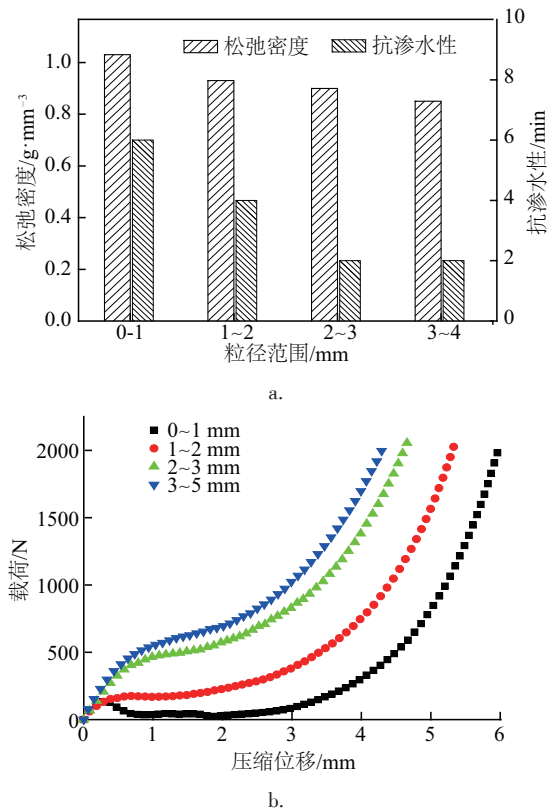 松弛密度 抗渗水性
松弛密度/g·mm⁻³
1.0
0.8
0.6
0.4
0.2
0.0
10
8
6
4
2
0
抗渗水性/min
0-1 1~2 2~3 3~4
粒径范围/mm
a.
0~1 mm
1~2 mm
2~3 mm
3~5 mm
载荷/N
2000
1500
1000
500
0
0 1 2 3 4 5 6
压缩位移/mm
b.